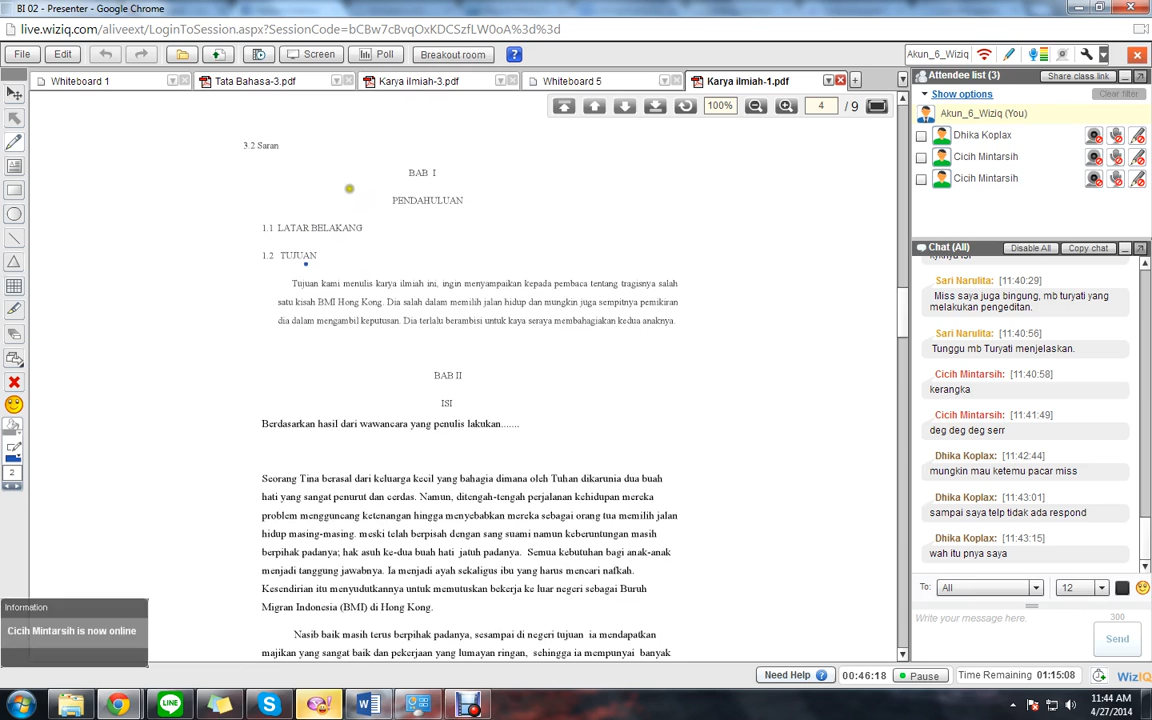 BI 02 - Presenter - Google Chrome
live.wiziq.com/aliveext/LoginToSession.aspx?SessionCode=bCBw7cBvqOxKDCSzfLW0oA%3d%3d
File Edit Screen Poll Breakout room ? Akun_6_Wiziq
Whiteboard 1 Tata Bahasa-3.pdf Karya ilmiah-3.pdf Whiteboard 5 Karya ilmiah-1.pdf
100% 4 / 9
3.2 Saran
BAB I
PENDAHULUAN
1.1 LATAR BELAKANG
1.2 TUJUAN
Tujuan kami menulis karya ilmiah ini, ingin menyampaikan kepada pembaca tentang tragisnya salah
satu kisah BMI Hong Kong. Dia salah dalam memilih jalan hidup dan mungkin juga sempitnya pemikiran
dia dalam mengambil keputusan. Dia terlalu berambisi untuk kaya seraya membahagiakan kedua anaknya.
BAB II
ISI
Berdasarkan hasil dari wawancara yang penulis lakukan.......
Seorang Tina berasal dari keluarga kecil yang bahagia dimana oleh Tuhan dikarunia dua buah
hati yang sangat penurut dan cerdas. Namun, ditengah-tengah perjalanan kehidupan mereka
problem mengguncang ketenangan hingga menyebabkan mereka sebagai orang tua memilih jalan
hidup masing-masing. meski telah berpisah dengan sang suami namun keberuntungan masih
berpihak padanya; hak asuh ke-dua buah hati jatuh padanya. Semua kebutuhan bagi anak-anak
menjadi tanggung jawabnya. Ia menjadi ayah sekaligus ibu yang harus mencari nafkah.
Kesendirian itu menyudutkannya untuk memutuskan bekerja ke luar negeri sebagai Buruh
Migran Indonesia (BMI) di Hong Kong.
Nasib baik masih terus berpihak padanya, sesampai di negeri tujuan ia mendapatkan
majikan yang sangat baik dan pekerjaan yang lumayan ringan, sehingga ia mempunyai banyak
2
Information
Cicih Mintarsih is now online
Attendee list (3) Share class link
Show options Clear filter
Akun_6_Wiziq (You)
Dhika Koplax
Cicih Mintarsih
Cicih Mintarsih
Chat (All) Disable All Copy chat
Sari Narulita: [11:40:29]
Miss saya juga bingung, mb turyati yang
melakukan pengeditan.
Sari Narulita: [11:40:56]
Tunggu mb Turyati menjelaskan.
Cicih Mintarsih: [11:40:58]
kerangka
Cicih Mintarsih: [11:41:49]
deg deg deg serr
Dhika Koplax: [11:42:44]
mungkin mau ketemu pacar miss
Dhika Koplax: [11:43:01]
sampai saya telp tidak ada respond
Dhika Koplax: [11:43:15]
wah itu pnya saya
To: All 12
Write your message here. 300
Send
Need Help ? 00:46:18 Pause Time Remaining 01:15:08 WizIQ
11:44 AM
4/27/2014